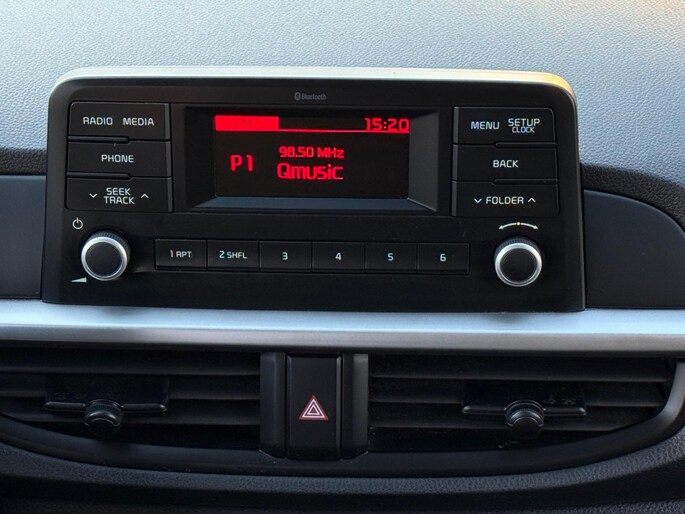 Bluetooth
RADIO MEDIA
PHONE
SEEK
TRACK
15:20
98.50 MHz
P1 Qmusic
MENU SETUP
CLOCK
BACK
FOLDER
1 RPT 2 SHFL 3 4 5 6